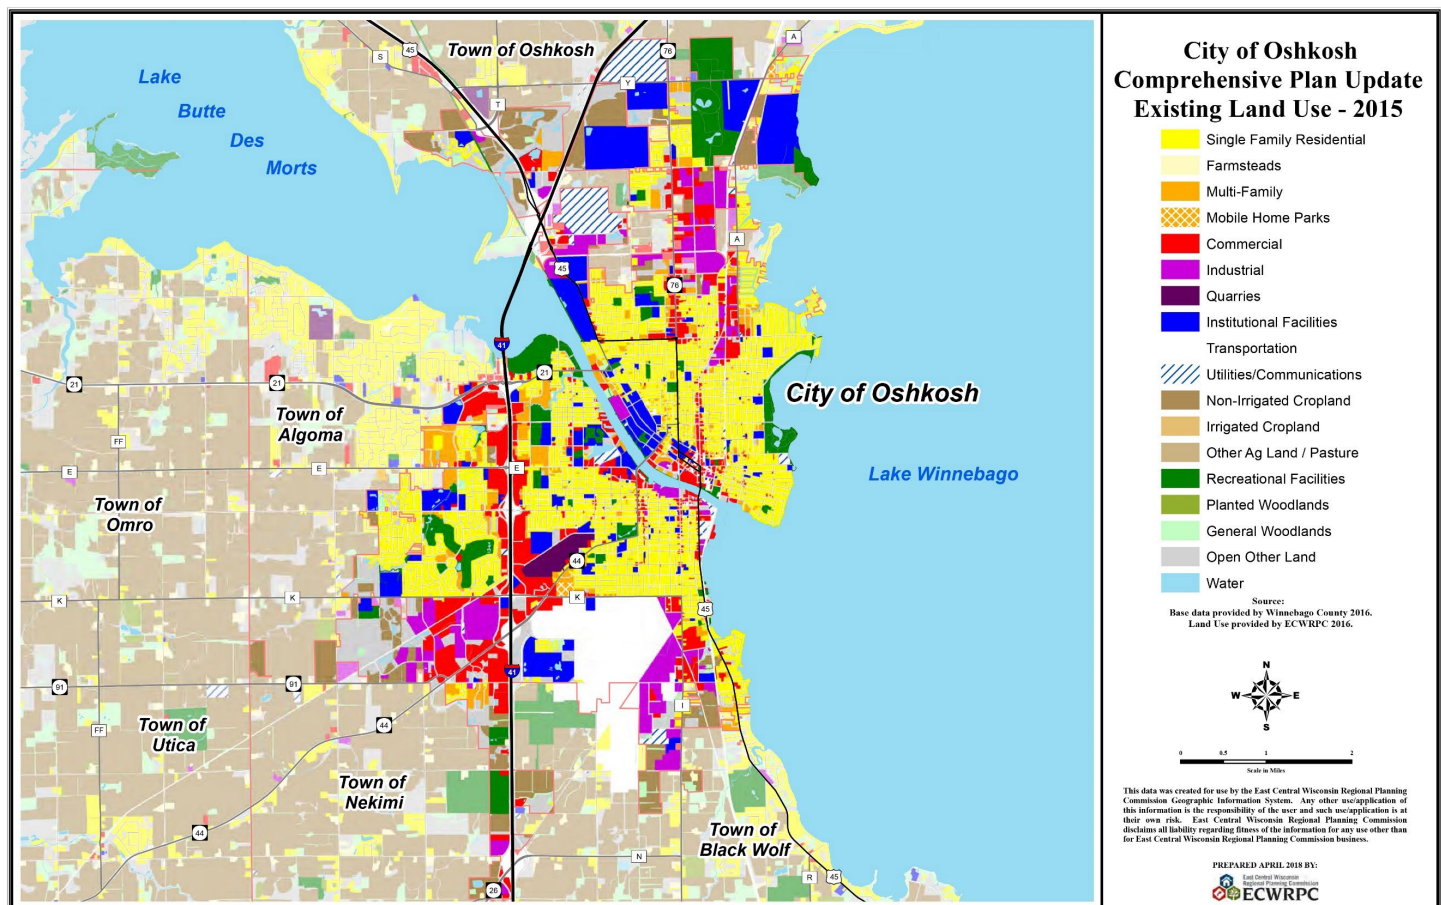 City of Oshkosh
Comprehensive Plan Update
Existing Land Use - 2015
Single Family Residential
Farmsteads
Multi-Family
Mobile Home Parks
Commercial
Industrial
Quarries
Institutional Facilities
Transportation
Utilities/Communications
Non-Irrigated Cropland
Irrigated Cropland
Other Ag Land / Pasture
Recreational Facilities
Planted Woodlands
General Woodlands
Open Other Land
Water
Source:
Base data provided by Winnebago County 2016.
Land Use provided by ECWRPC 2016.
N
W
E
S
0 0.5 1 2
Scale in Miles
This data was created for use by the East Central Wisconsin Regional Planning
Commission Geographic Information System. Any other use/application of
this information is the responsibility of the user and such use/application is at
their own risk. East Central Wisconsin Regional Planning Commission
disclaims all liability regarding fitness of the information for any use other than
for East Central Wisconsin Regional Planning Commission business.
PREPARED APRIL 2018 BY:
East Central Wisconsin
Regional Planning Commission
ECWRPC
Town of Oshkosh
Lake
Butte
Des
Morts
45
S
76
A
Y
T
A
45
76
41
21
21
21
City of Oshkosh
Town of
Algoma
FF
E
E
E
Lake Winnebago
Town of
Omro
44
K
K
K
45
41
91
91
I
FF
44
Town of
Utica
Town of
Nekimi
44
Town of
Black Wolf
N
R
45
26